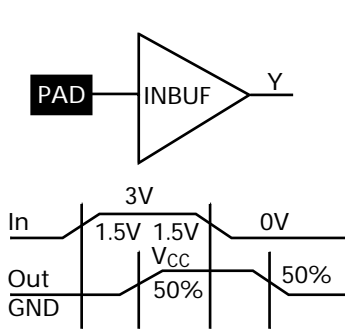 PAD
INBUF
Y
3V
In
1.5V 1.5V
0V
VCC
Out
50%
50%
GND